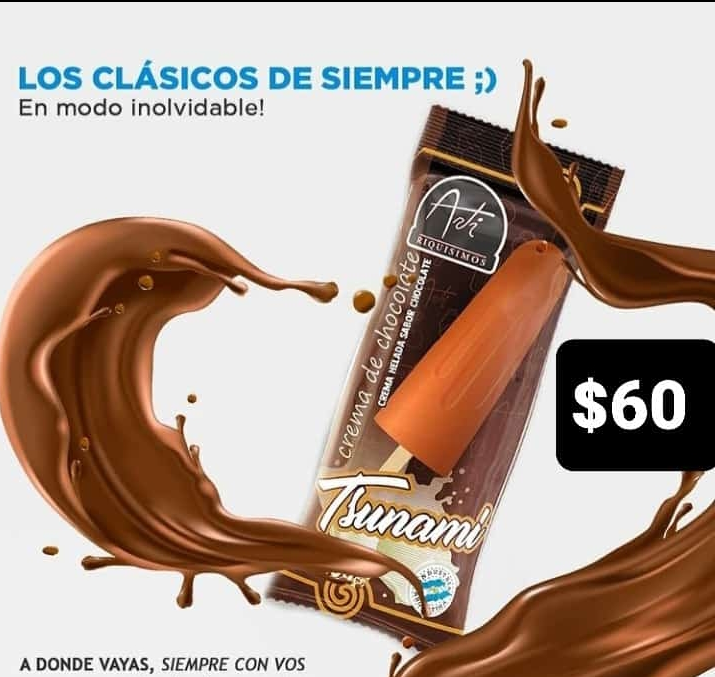 LOS CLÁSICOS DE SIEMPRE ;)
En modo inolvidable!
Arti
RIQUISIMOS
crema de chocolate
CREMA HELADA SABOR CHOCOLATE
$60
Tsunami
A DONDE VAYAS, SIEMPRE CON VOS